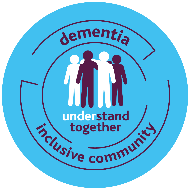 dementia
understand
together
inclusive community